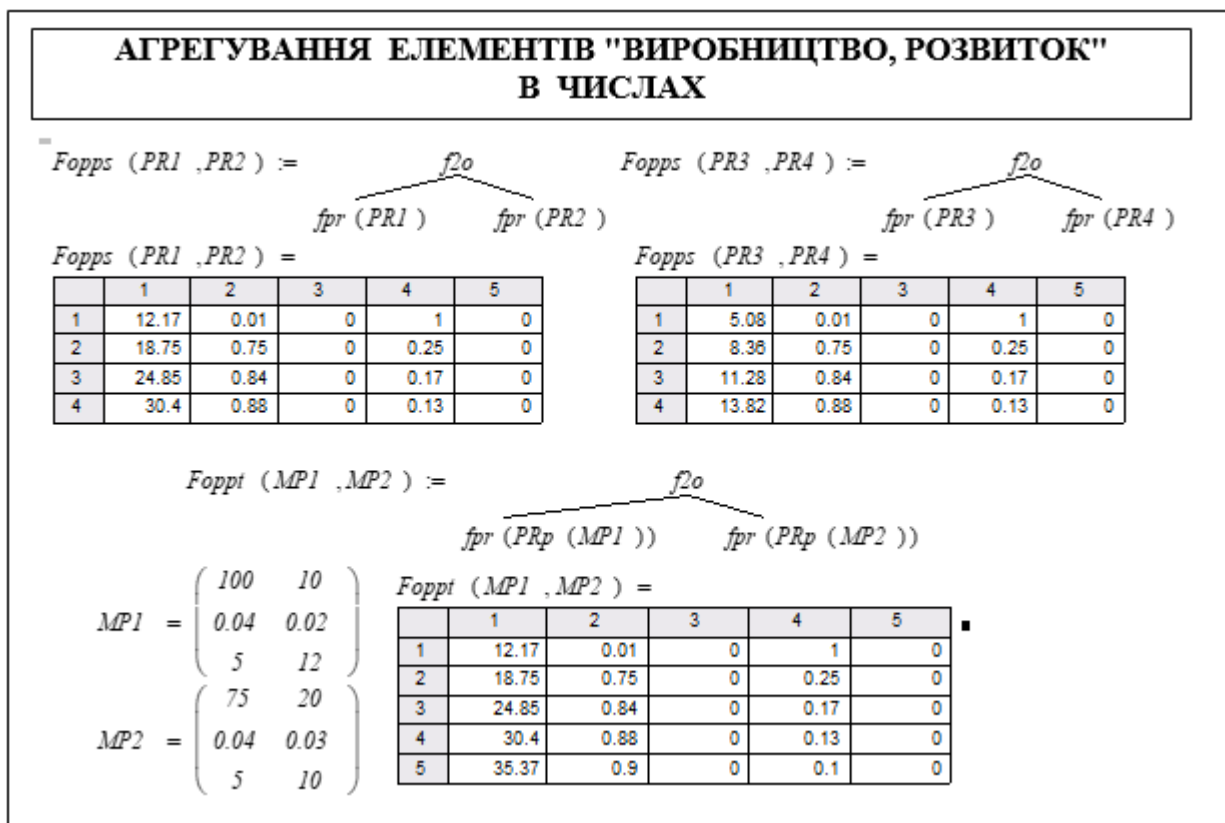 АГРЕГУВАННЯ ЕЛЕМЕНТІВ "ВИРОБНИЦТВО, РОЗВИТОК"
В ЧИСЛАХ
Fopps (PR1 ,PR2 ) := f2o
fpr (PR1 ) fpr (PR2 )
Fopps (PR1 ,PR2 ) =
1 2 3 4 5
1 12.17 0.01 0 1 0
2 18.75 0.75 0 0.25 0
3 24.85 0.84 0 0.17 0
4 30.4 0.88 0 0.13 0
Fopps (PR3 ,PR4 ) := f2o
fpr (PR3 ) fpr (PR4 )
Fopps (PR3 ,PR4 ) =
1 2 3 4 5
1 5.08 0.01 0 1 0
2 8.36 0.75 0 0.25 0
3 11.28 0.84 0 0.17 0
4 13.82 0.88 0 0.13 0
Foppt (MP1 ,MP2 ) := f2o
fpr (PRp (MP1 )) fpr (PRp (MP2 ))
100 10
MP1 = 0.04 0.02
5 12
75 20
MP2 = 0.04 0.03
5 10
Foppt (MP1 ,MP2 ) =
1 2 3 4 5
1 12.17 0.01 0 1 0
2 18.75 0.75 0 0.25 0
3 24.85 0.84 0 0.17 0
4 30.4 0.88 0 0.13 0
5 35.37 0.9 0 0.1 0